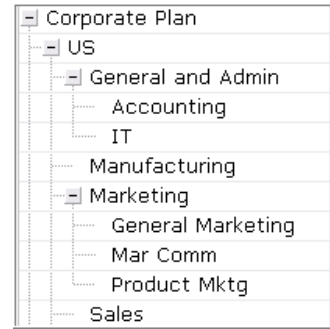 Corporate Plan
US
General and Admin
Accounting
IT
Manufacturing
Marketing
General Marketing
Mar Comm
Product Mktg
Sales